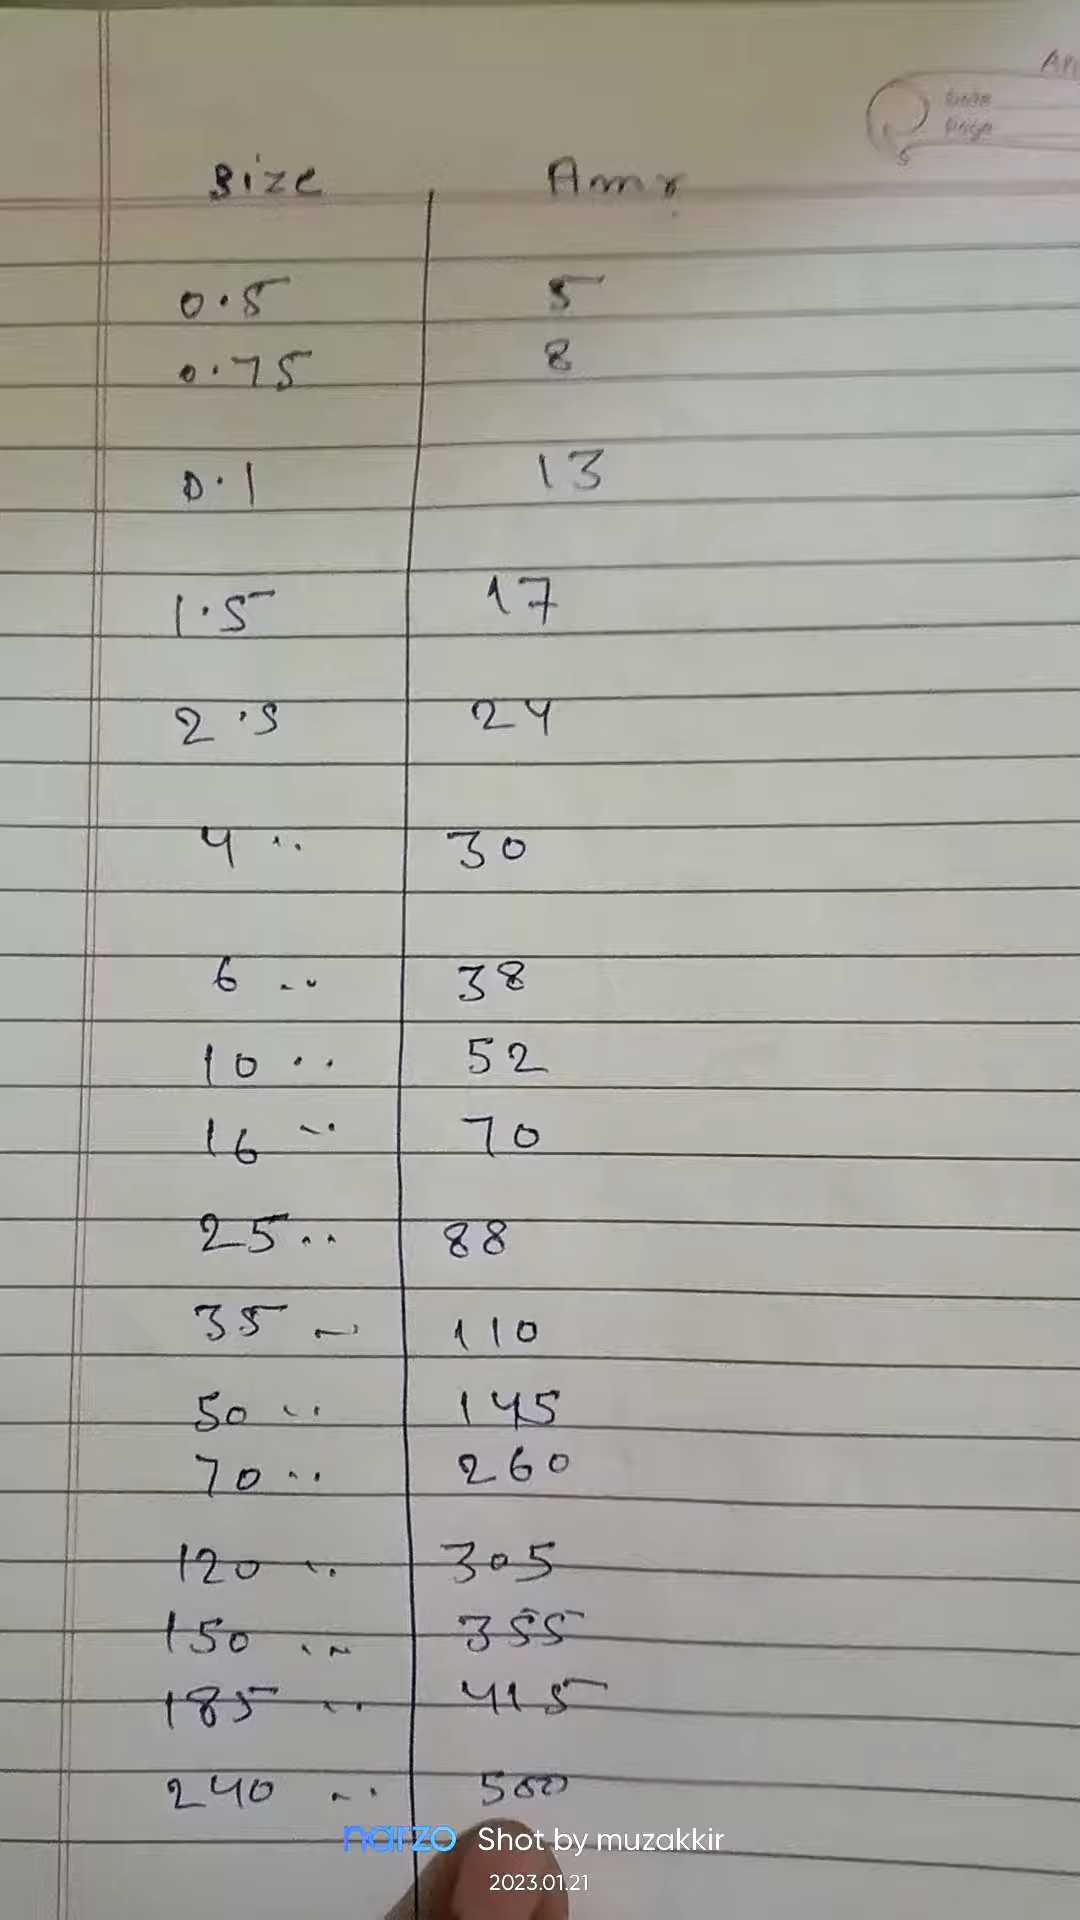 Size Amr
0.5 5
0.75 8
0.1 13
1.5 17
2.5 24
4 .. 30
6 .. 38
10 .. 52
16 .. 70
25 .. 88
35 .. 110
50 .. 145
70 .. 260
120 .. 305
150 .. 355
185 .. 415
240 .. 500
narzo Shot by muzakkir
2023.01.21